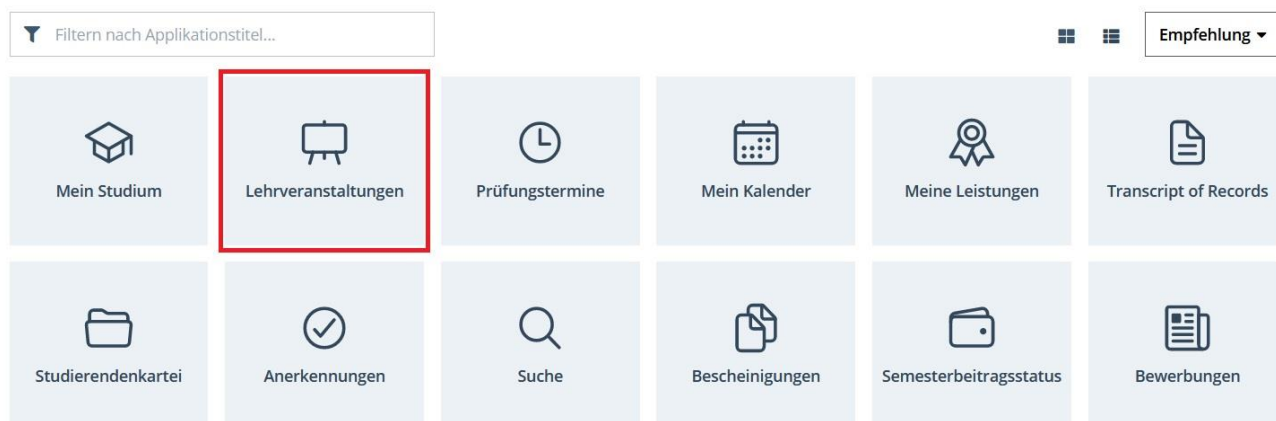 Filtern nach Applikationstitel...
Empfehlung
Mein Studium
Lehrveranstaltungen
Prüfungstermine
Mein Kalender
Meine Leistungen
Transcript of Records
Studierendenkartei
Anerkennungen
Suche
Bescheinigungen
Semesterbeitragsstatus
Bewerbungen